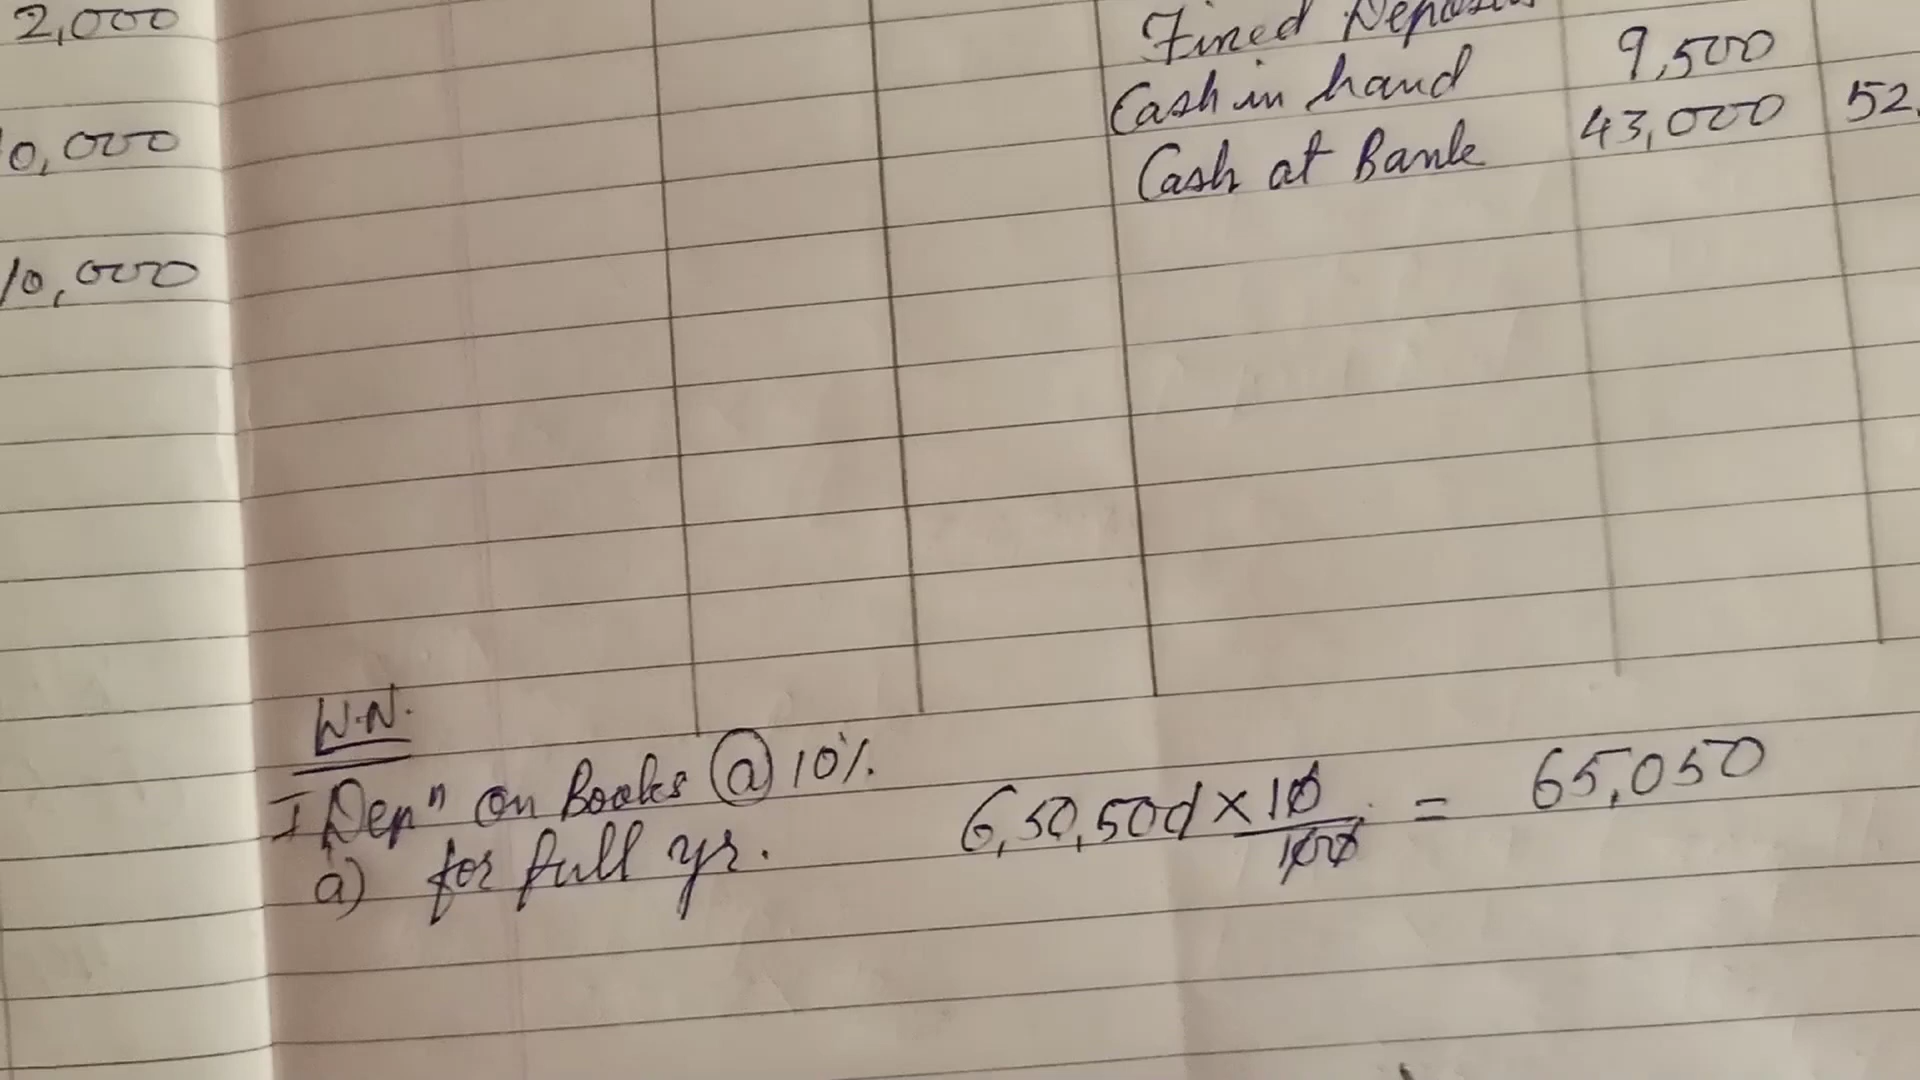 2,000
0,000
10,000
Fixed Deposits
Cash in hand 9,500
Cash at Bank 43,000 52,
W.N.
I Depⁿ on Books @ 10%.
a) for full yr. 6,50,500 × 10/100 = 65,050